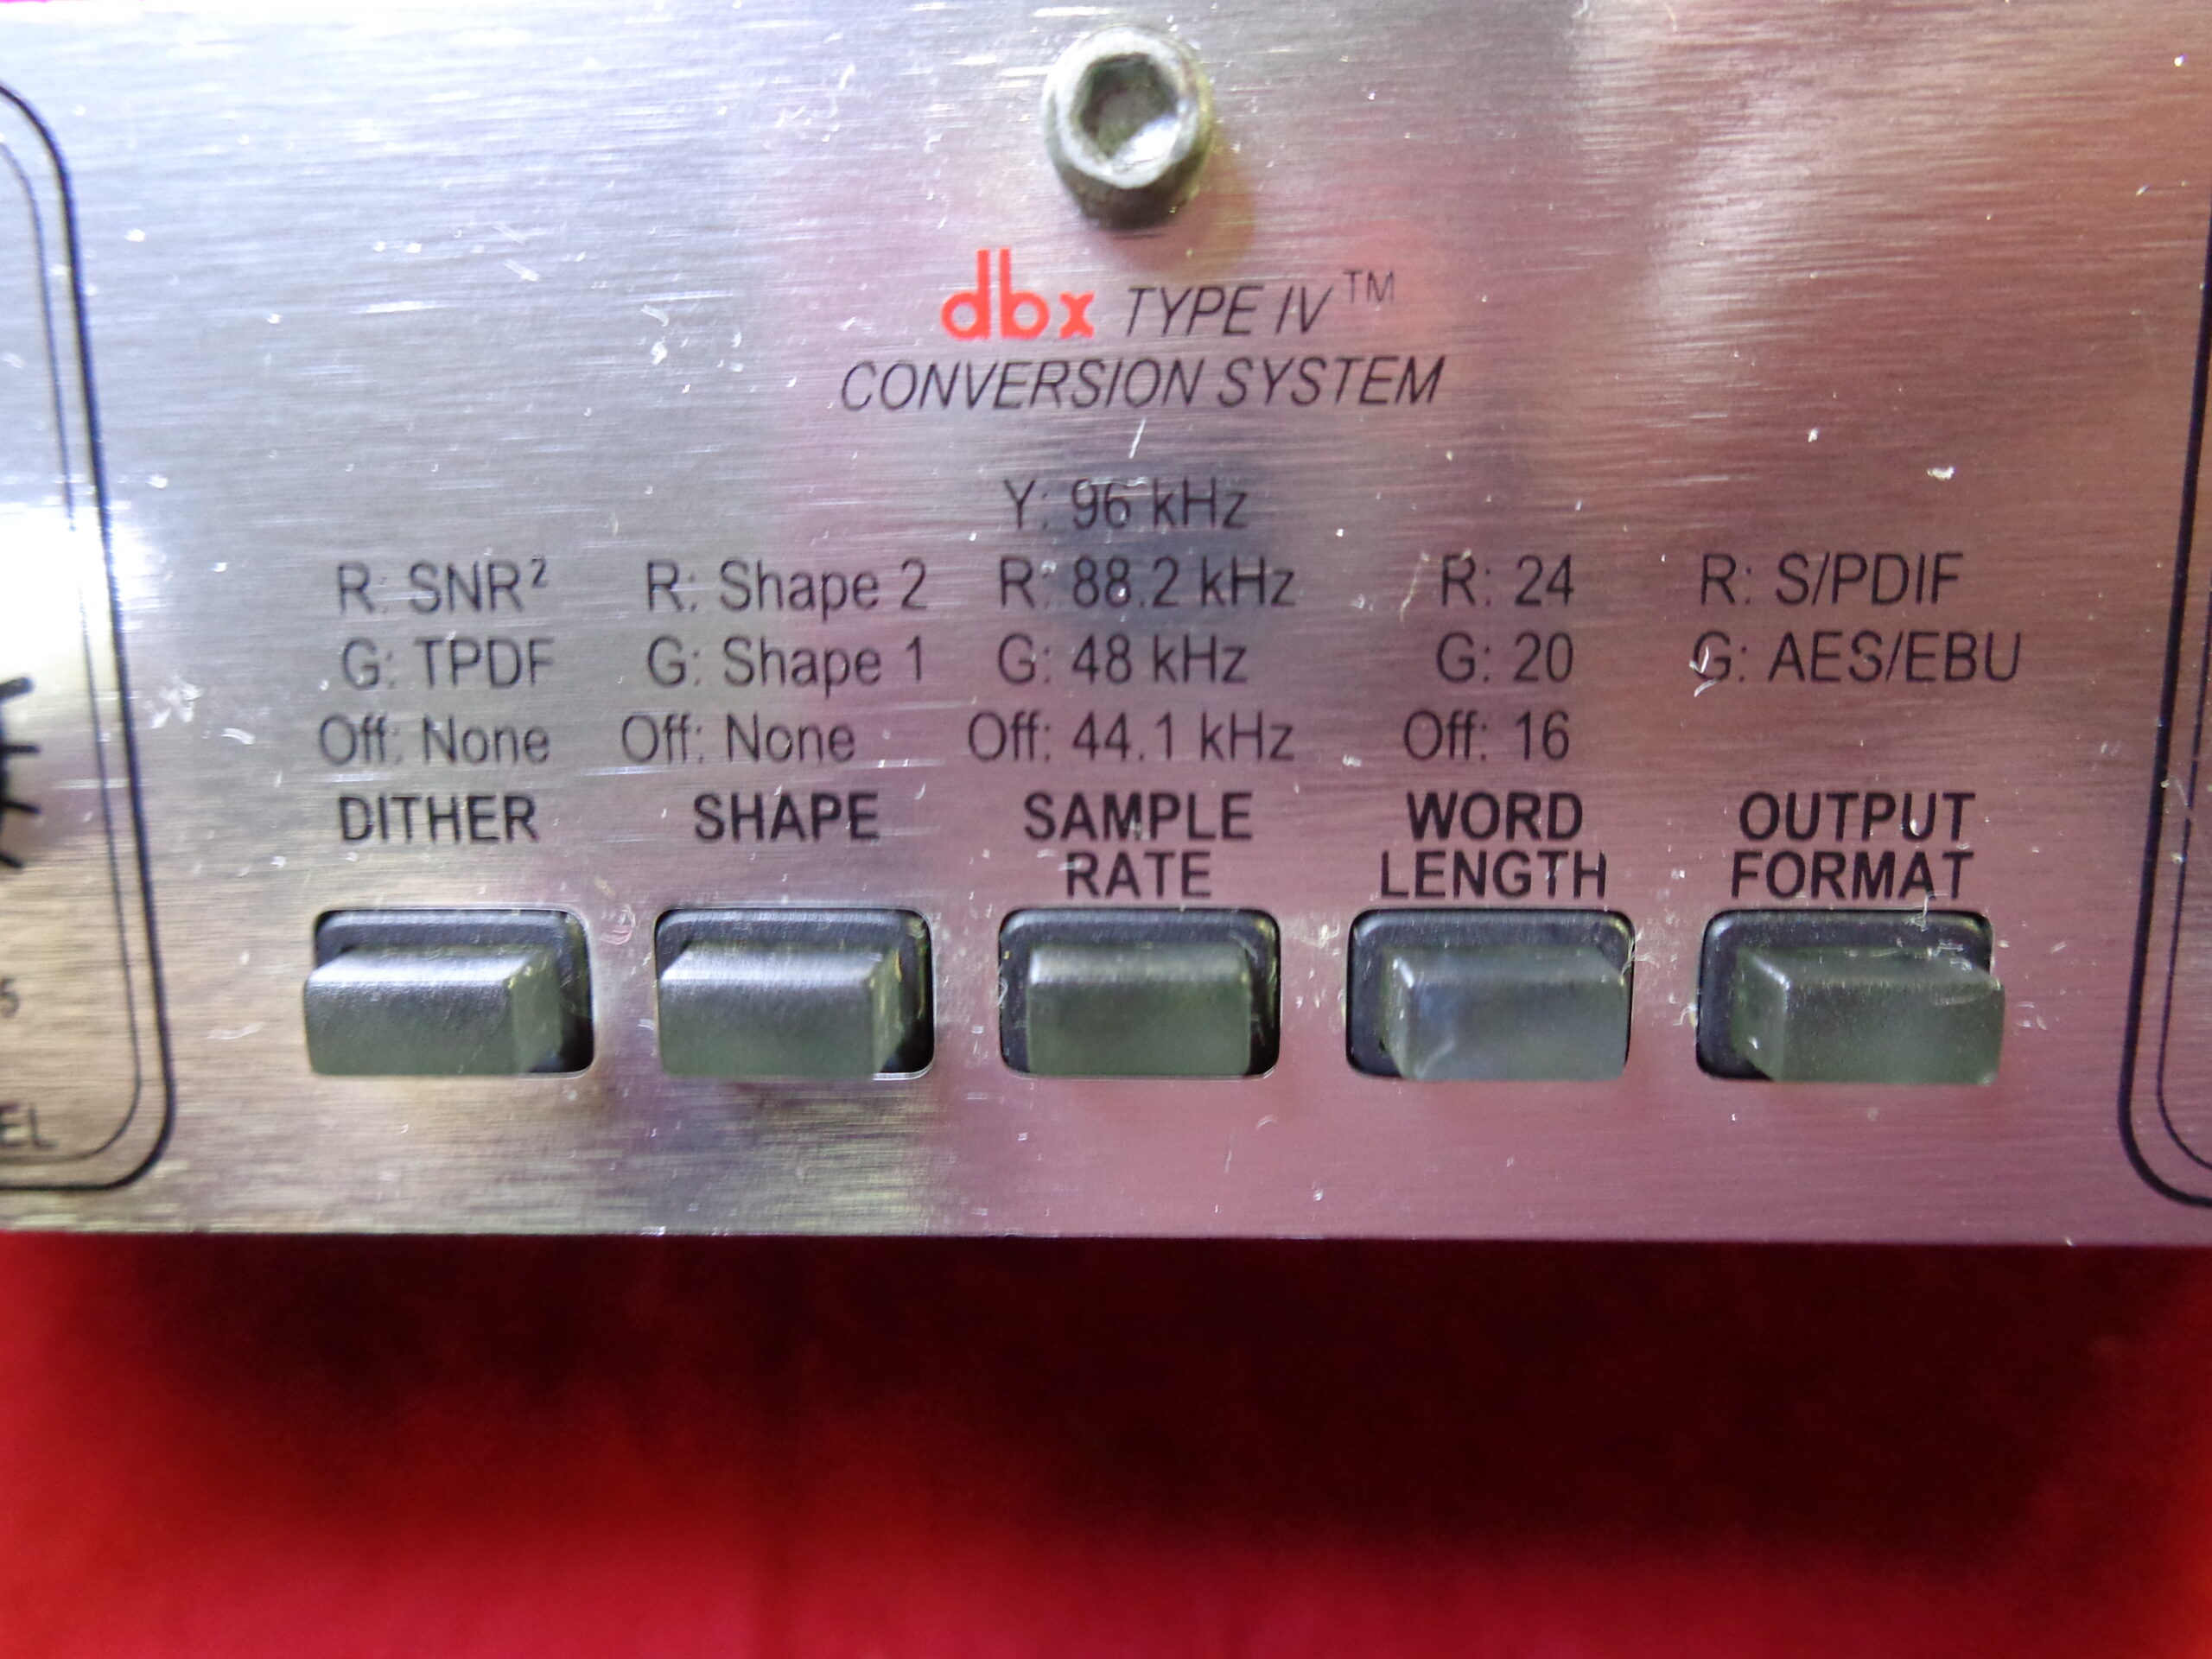 dbx TYPE IV™
CONVERSION SYSTEM
Y: 96 kHz
R: SNR² R: Shape 2 R: 88.2 kHz R: 24 R: S/PDIF
G: TPDF G: Shape 1 G: 48 kHz G: 20 G: AES/EBU
Off: None Off: None Off: 44.1 kHz Off: 16
DITHER SHAPE SAMPLE RATE WORD LENGTH OUTPUT FORMAT
5
EL